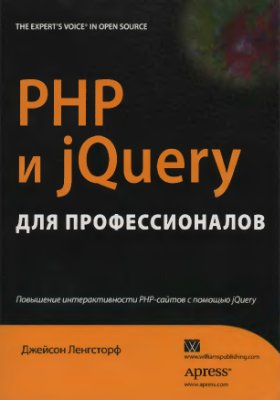 THE EXPERT'S VOICE® IN OPEN SOURCE
PHP
и jQuery
ДЛЯ ПРОФЕССИОНАЛОВ
Повышение интерактивности PHP-сайтов с помощью jQuery
Джейсон Ленгсторф
www.williamspublishing.com
Apress®
www.apress.com